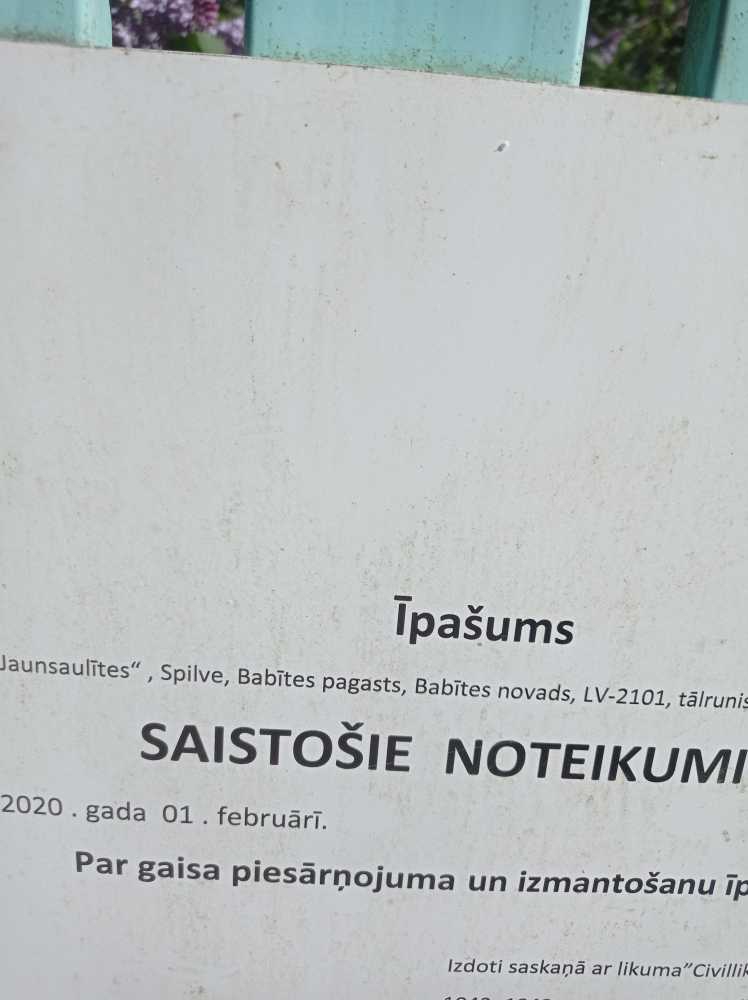 Īpašums
Jaunsaulītes“ , Spilve, Babītes pagasts, Babītes novads, LV-2101, tālrunis
SAISTOŠIE NOTEIKUMI
2020 . gada 01 . februārī.
Par gaisa piesārņojuma un izmantošanu īp
Izdoti saskaņā ar likuma”Civillik